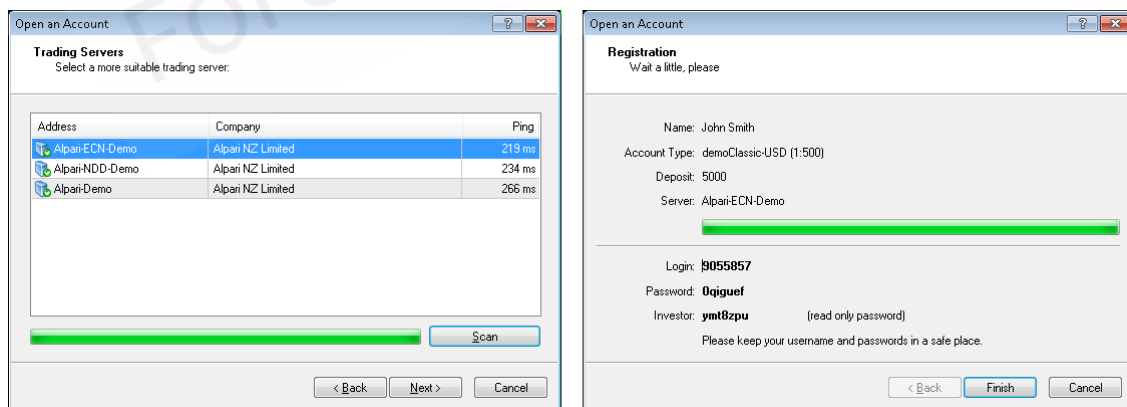 Open an Account
Trading Servers
Select a more suitable trading server:
Address Company Ping
Alpari-ECN-Demo Alpari NZ Limited 219 ms
Alpari-NDD-Demo Alpari NZ Limited 234 ms
Alpari-Demo Alpari NZ Limited 266 ms
Scan
< Back Next > Cancel
Open an Account
Registration
Wait a little, please
Name: John Smith
Account Type: demoClassic-USD (1:500)
Deposit: 5000
Server: Alpari-ECN-Demo
Login: 9055857
Password: 0qiguef
Investor: ymt8zpu (read only password)
Please keep your username and passwords in a safe place.
< Back Finish Cancel